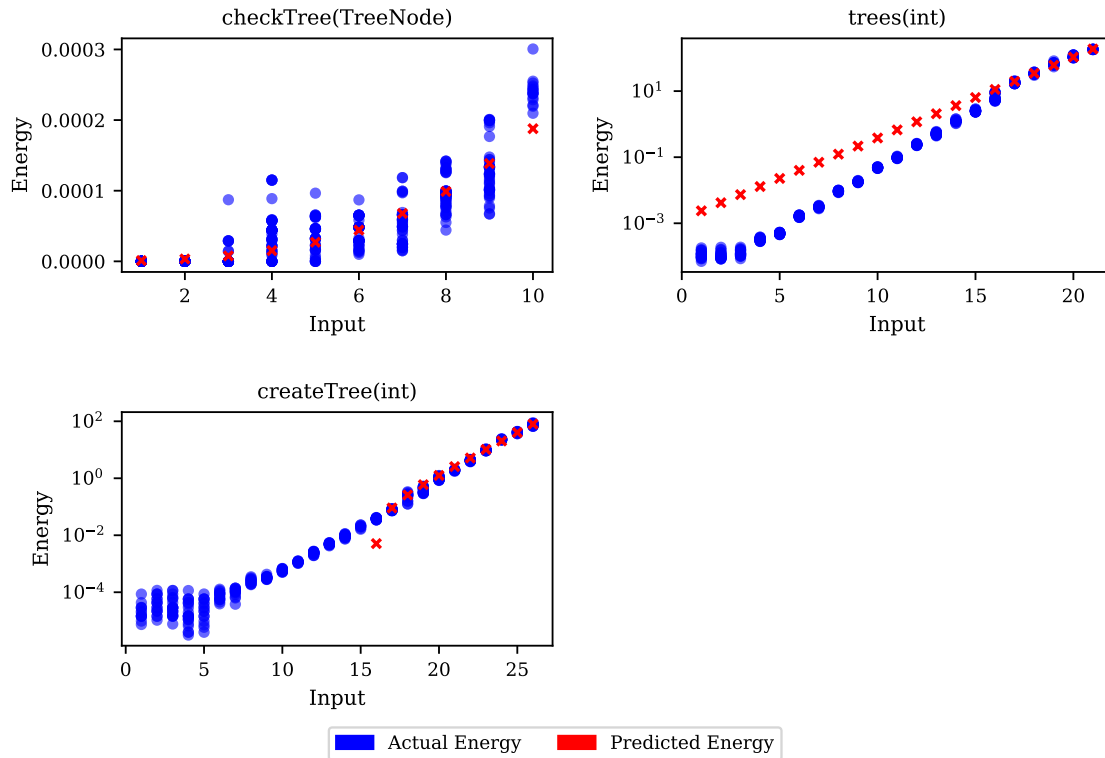 checkTree(TreeNode)
0.0003
0.0002
0.0001
0.0000
Energy
2 4 6 8 10
Input
trees(int)
10^1
10^-1
10^-3
Energy
0 5 10 15 20
Input
createTree(int)
10^2
10^0
10^-2
10^-4
Energy
0 5 10 15 20 25
Input
Actual Energy Predicted Energy